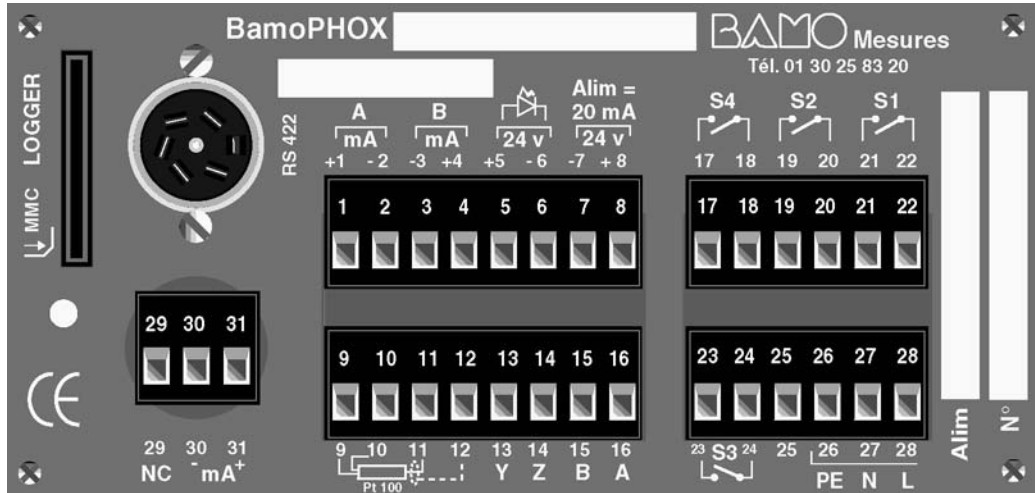 BamoPHOX
BAMO Mesures
Tél. 01 30 25 83 20
MMC LOGGER
RS 422
A B Alim =
20 mA
mA mA 24 v 24 v
+1 -2 -3 +4 +5 -6 -7 +8
S4 S2 S1
17 18 19 20 21 22
1 2 3 4 5 6 7 8
17 18 19 20 21 22
29 30 31
9 10 11 12 13 14 15 16
23 24 25 26 27 28
29 30 31
NC - mA +
9 10 11 12 13 14 15 16
Pt 100 Y Z B A
23 S3 24 25 26 27 28
PE N L
CE
Alim
N°